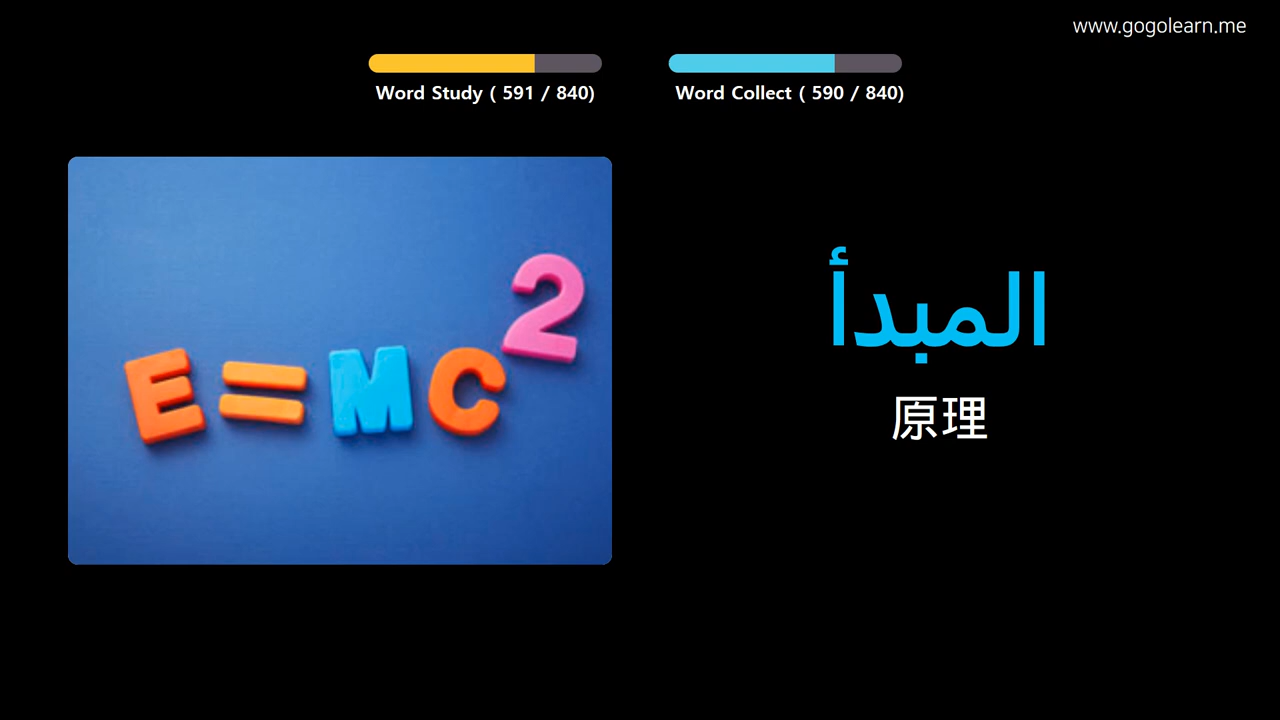 www.gogolearn.me
Word Study ( 591 / 840)
Word Collect ( 590 / 840)
E=MC2
المبدأ
原理